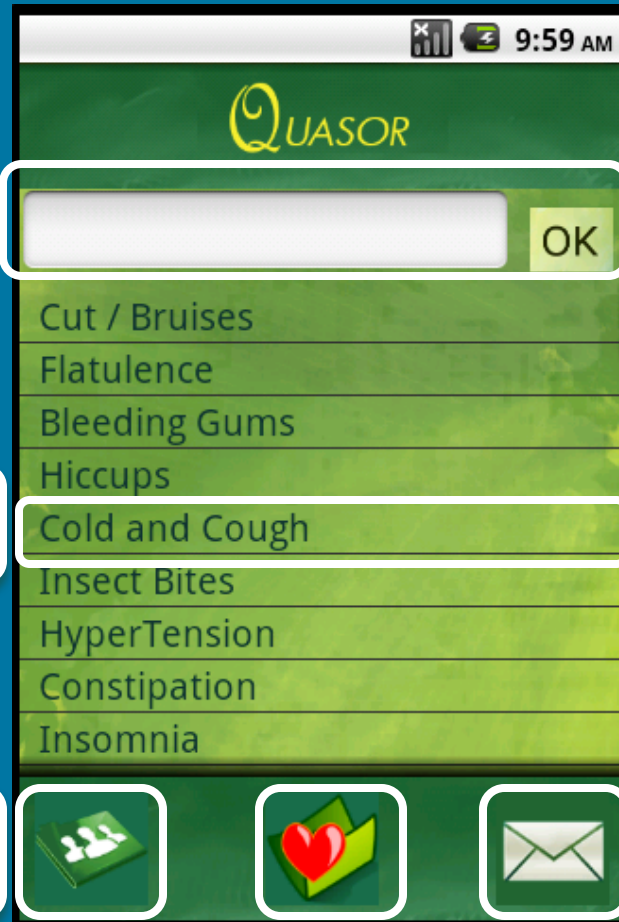 9:59 AM
QUASOR
OK
Cut / Bruises
Flatulence
Bleeding Gums
Hiccups
Cold and Cough
Insect Bites
HyperTension
Constipation
Insomnia